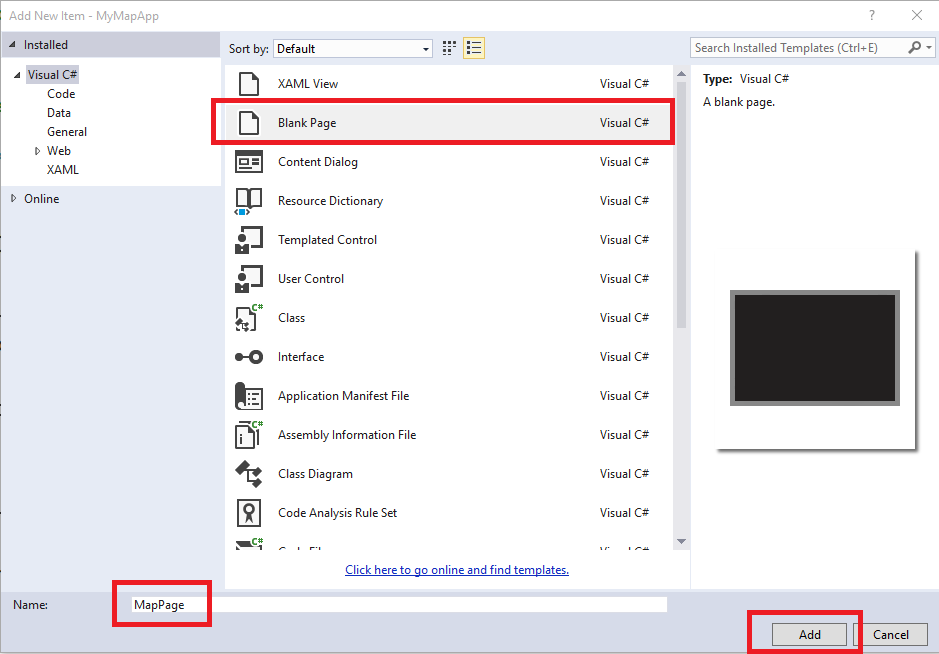 Add New Item - MyMapApp ?
Installed
Visual C#
Code
Data
General
Web
XAML
Online
Sort by: Default
Search Installed Templates (Ctrl+E)
XAML View Visual C#
Blank Page Visual C#
Content Dialog Visual C#
Resource Dictionary Visual C#
Templated Control Visual C#
User Control Visual C#
C#
Class Visual C#
Interface Visual C#
Application Manifest File Visual C#
C#
Assembly Information File Visual C#
Class Diagram Visual C#
Code Analysis Rule Set Visual C#
C#
Type: Visual C#
A blank page.
Click here to go online and find templates.
Name: MapPage
Add Cancel